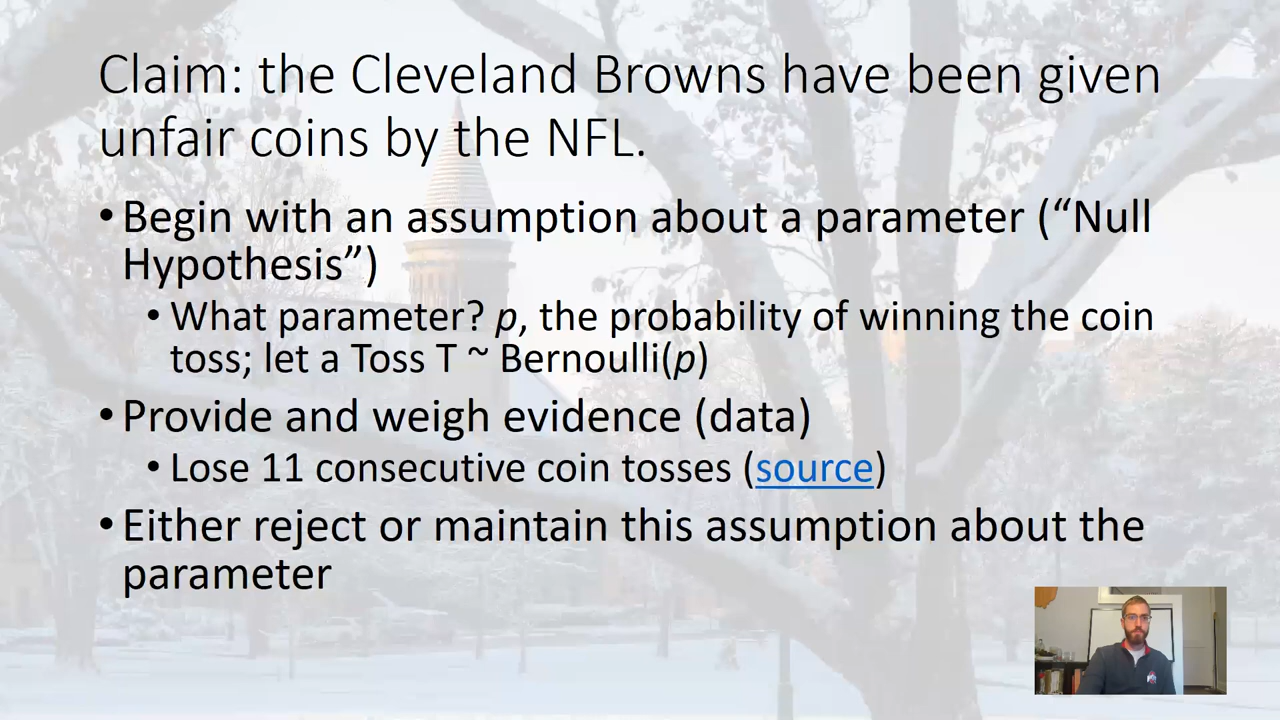 Claim: the Cleveland Browns have been given
unfair coins by the NFL.
• Begin with an assumption about a parameter (“Null
Hypothesis”)
• What parameter? p, the probability of winning the coin
toss; let a Toss T ~ Bernoulli(p)
• Provide and weigh evidence (data)
• Lose 11 consecutive coin tosses (source)
• Either reject or maintain this assumption about the
parameter